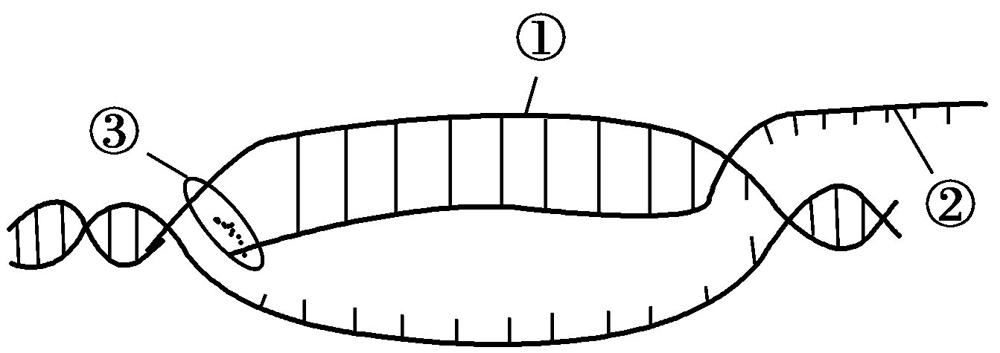 ①
③
②